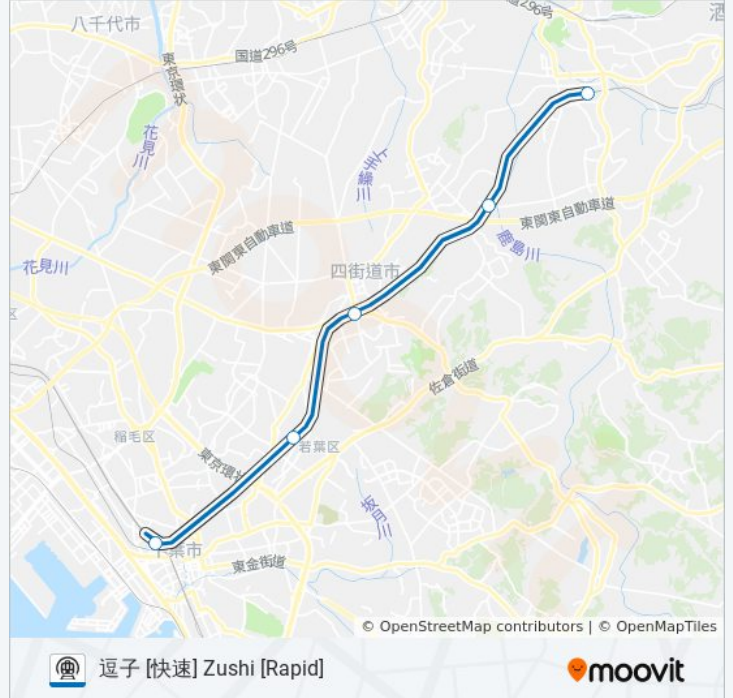 国道296号
八千代市
国道296号
東京環状
花見川
上手繰川
東関東自動車道
東関東自動車道
鹿島川
花見川
四街道市
区
佐倉街道
稲毛区
若葉区
東京環状
坂月川
千葉市
東金街道
© OpenStreetMap contributors | © OpenMapTiles
逗子 [快速] Zushi [Rapid]
moovit